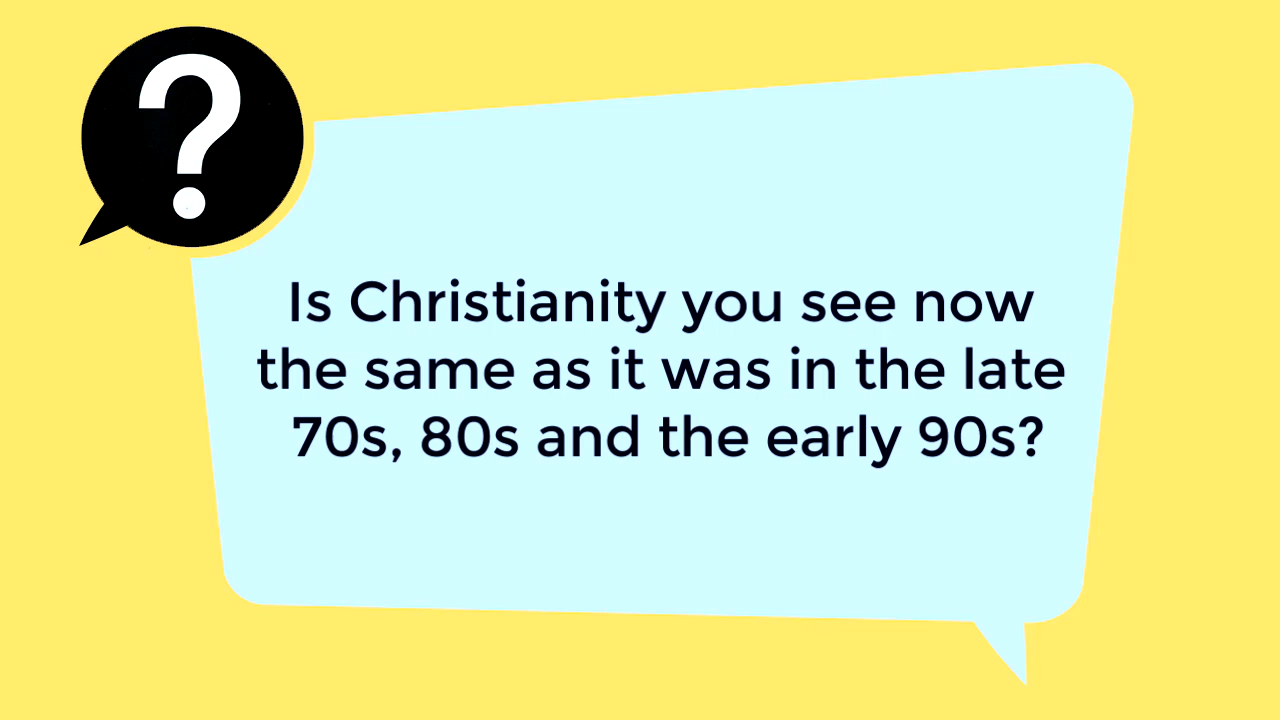 ?
Is Christianity you see now
the same as it was in the late
70s, 80s and the early 90s?